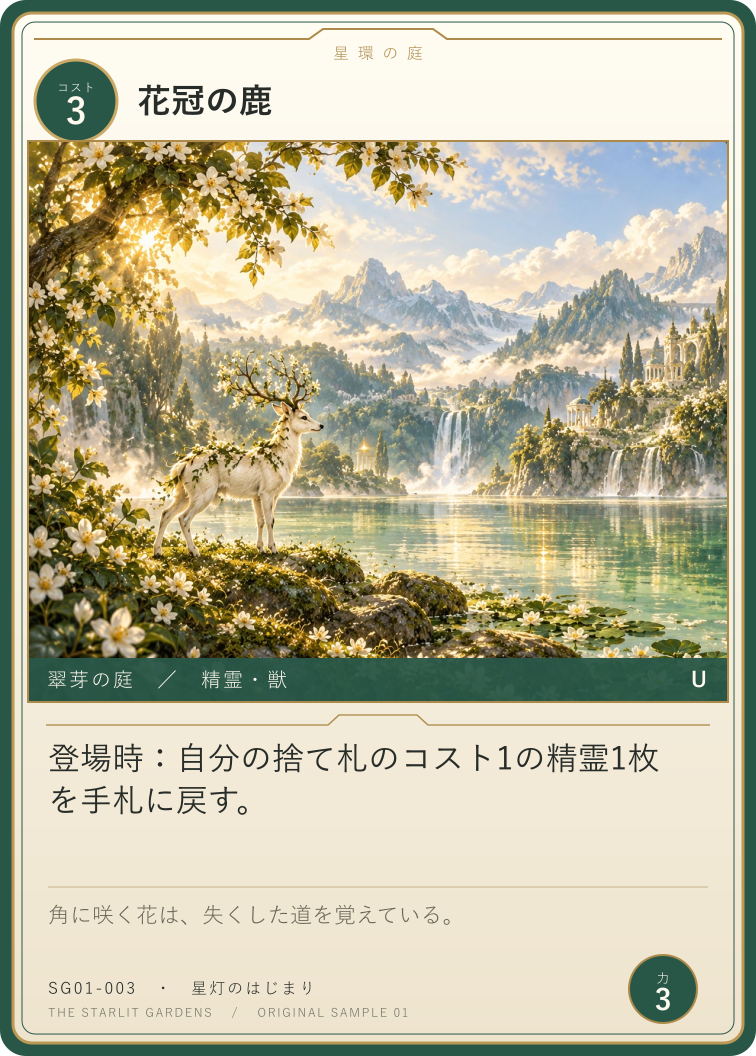 星環の庭
コスト
3
花冠の鹿
翠芽の庭 ／ 精霊・獣
U
登場時：自分の捨て札のコスト1の精霊1枚
を手札に戻す。
角に咲く花は、失くした道を覚えている。
SG01-003 ・ 星灯のはじまり
THE STARLIT GARDENS / ORIGINAL SAMPLE 01
力
3